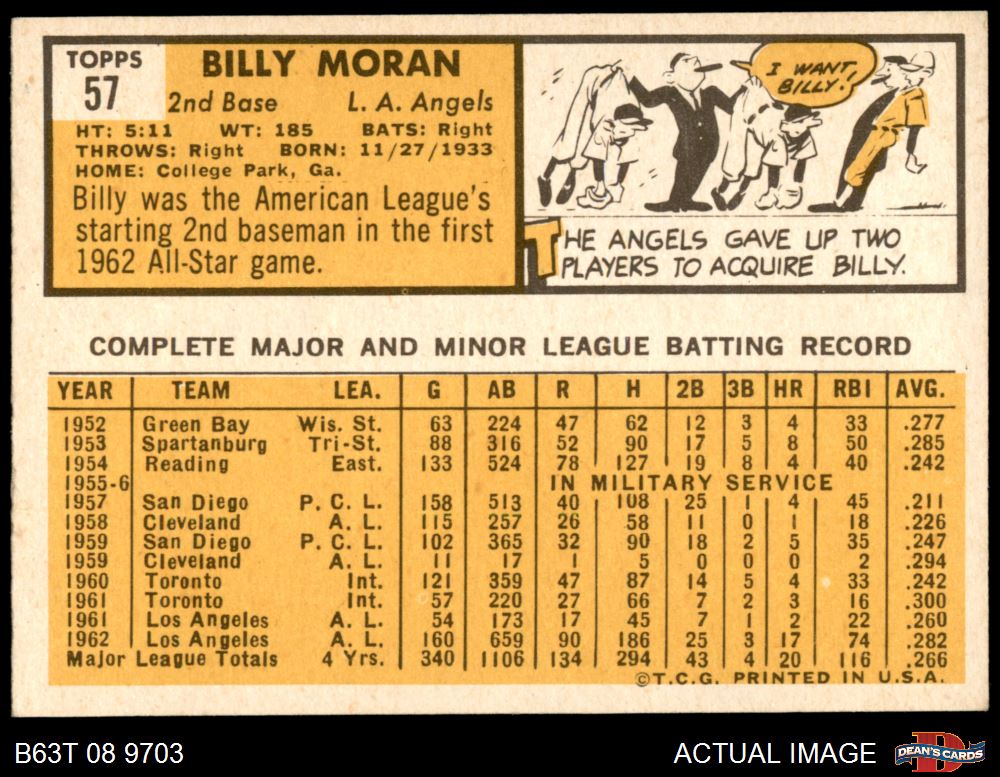 TOPPS
57
BILLY MORAN
2nd Base L. A. Angels
HT: 5:11 WT: 185 BATS: Right
THROWS: Right BORN: 11/27/1933
HOME: College Park, Ga.
Billy was the American League's
starting 2nd baseman in the first
1962 All-Star game.
I WANT
BILLY!
THE ANGELS GAVE UP TWO
PLAYERS TO ACQUIRE BILLY.
COMPLETE MAJOR AND MINOR LEAGUE BATTING RECORD
YEAR TEAM LEA. G AB R H 2B 3B HR RBI AVG.
1952 Green Bay Wis. St. 63 224 47 62 12 3 4 33 .277
1953 Spartanburg Tri-St. 88 316 52 90 17 5 8 50 .285
1954 Reading East. 133 524 78 127 19 8 4 40 .242
1955-6 IN MILITARY SERVICE
1957 San Diego P. C. L. 158 513 40 108 25 1 4 45 .211
1958 Cleveland A. L. 115 257 26 58 11 0 1 18 .226
1959 San Diego P. C. L. 102 365 32 90 18 2 5 35 .247
1959 Cleveland A. L. 11 17 1 5 0 0 0 2 .294
1960 Toronto Int. 121 359 47 87 14 5 4 33 .242
1961 Toronto Int. 57 220 27 66 7 2 3 16 .300
1961 Los Angeles A. L. 54 173 17 45 7 1 2 22 .260
1962 Los Angeles A. L. 160 659 90 186 25 3 17 74 .282
Major League Totals 4 Yrs. 340 1106 134 294 43 4 20 116 .266
©T.C.G. PRINTED IN U.S.A.
B63T 08 9703 ACTUAL IMAGE
DEAN'S CARDS